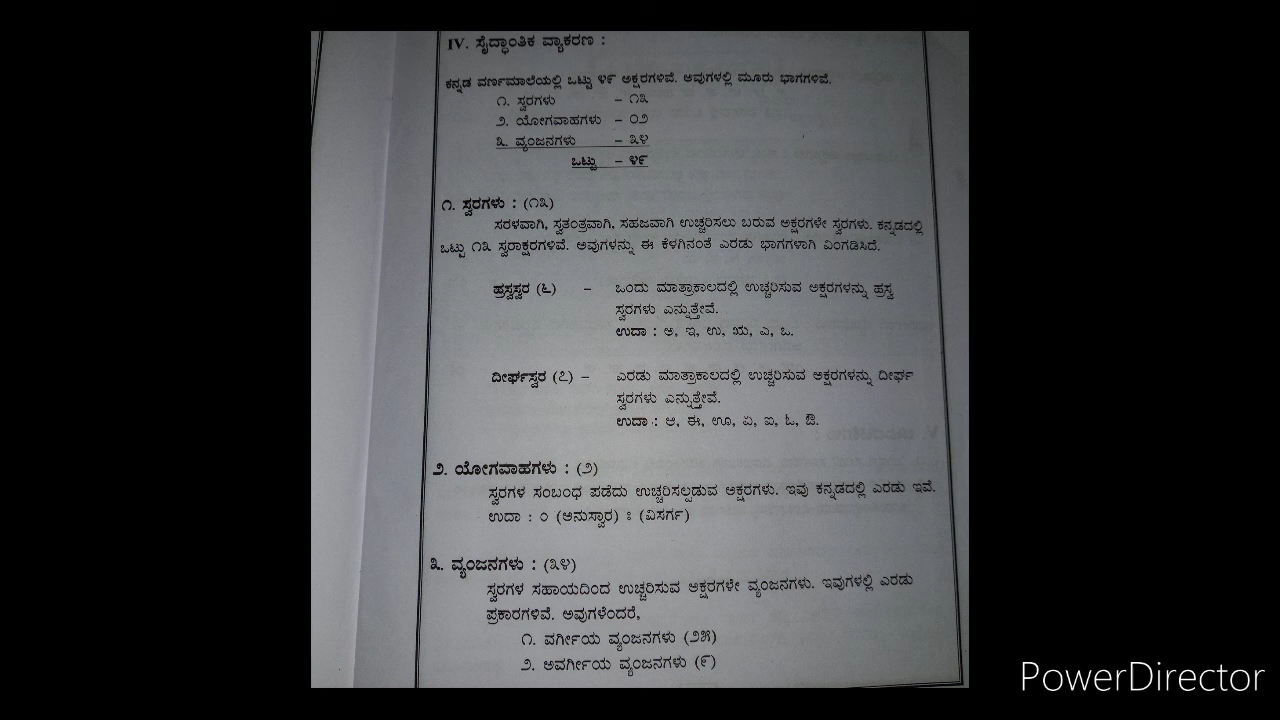 IV. ಸೈದ್ಧಾಂತಿಕ ವ್ಯಾಕರಣ :
ಕನ್ನಡ ವರ್ಣಮಾಲೆಯಲ್ಲಿ ಒಟ್ಟು ೪೯ ಅಕ್ಷರಗಳಿವೆ. ಅವುಗಳಲ್ಲಿ ಮೂರು ಭಾಗಗಳಿವೆ.
೧. ಸ್ವರಗಳು – ೧೩
೨. ಯೋಗವಾಹಗಳು – ೦೨
೩. ವ್ಯಂಜನಗಳು – ೩೪
ಒಟ್ಟು – ೪೯
೧. ಸ್ವರಗಳು : (೧೩)
ಸರಳವಾಗಿ, ಸ್ವತಂತ್ರವಾಗಿ, ಸಹಜವಾಗಿ ಉಚ್ಚರಿಸಲು ಬರುವ ಅಕ್ಷರಗಳೇ ಸ್ವರಗಳು. ಕನ್ನಡದಲ್ಲಿ
ಒಟ್ಟು ೧೩ ಸ್ವರಾಕ್ಷರಗಳಿವೆ. ಅವುಗಳನ್ನು ಈ ಕೆಳಗಿನಂತೆ ಎರಡು ಭಾಗಗಳಾಗಿ ವಿಂಗಡಿಸಿದೆ.
ಹ್ರಸ್ವಸ್ವರ (೬) – ಒಂದು ಮಾತ್ರಾಕಾಲದಲ್ಲಿ ಉಚ್ಚರಿಸುವ ಅಕ್ಷರಗಳನ್ನು ಹ್ರಸ್ವ
ಸ್ವರಗಳು ಎನ್ನುತ್ತೇವೆ.
ಉದಾ : ಅ, ಇ, ಉ, ಋ, ಎ, ಒ.
ದೀರ್ಘಸ್ವರ (೭) – ಎರಡು ಮಾತ್ರಾಕಾಲದಲ್ಲಿ ಉಚ್ಚರಿಸುವ ಅಕ್ಷರಗಳನ್ನು ದೀರ್ಘ
ಸ್ವರಗಳು ಎನ್ನುತ್ತೇವೆ.
ಉದಾ : ಆ, ಈ, ಊ, ಏ, ಐ, ಓ, ಔ.
೨. ಯೋಗವಾಹಗಳು : (೨)
ಸ್ವರಗಳ ಸಂಬಂಧ ಪಡೆದು ಉಚ್ಚರಿಸಲ್ಪಡುವ ಅಕ್ಷರಗಳು. ಇವು ಕನ್ನಡದಲ್ಲಿ ಎರಡು ಇವೆ.
ಉದಾ : ಂ (ಅನುಸ್ವಾರ) ಃ (ವಿಸರ್ಗ)
೩. ವ್ಯಂಜನಗಳು : (೩೪)
ಸ್ವರಗಳ ಸಹಾಯದಿಂದ ಉಚ್ಚರಿಸುವ ಅಕ್ಷರಗಳೇ ವ್ಯಂಜನಗಳು. ಇವುಗಳಲ್ಲಿ ಎರಡು
ಪ್ರಕಾರಗಳಿವೆ. ಅವುಗಳೆಂದರೆ,
೧. ವರ್ಗೀಯ ವ್ಯಂಜನಗಳು (೨೫)
೨. ಅವರ್ಗೀಯ ವ್ಯಂಜನಗಳು (೯)
PowerDirector